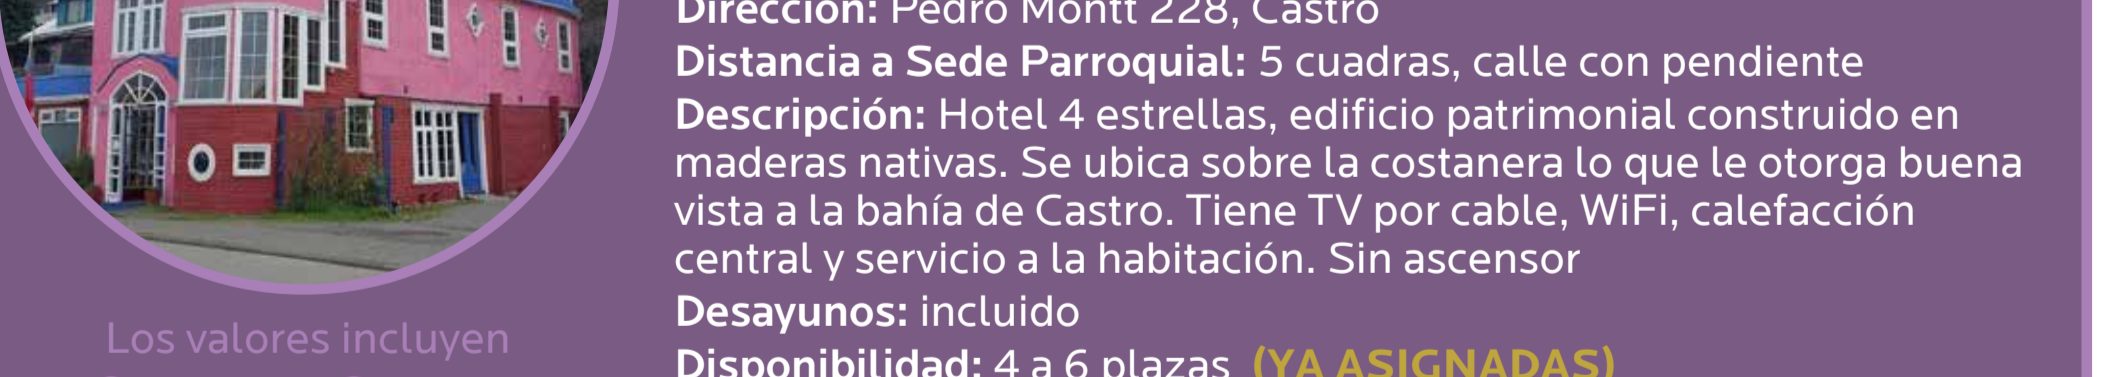 Dirección: Pedro Montt 228, Castro
Distancia a Sede Parroquial: 5 cuadras, calle con pendiente
Descripción: Hotel 4 estrellas, edificio patrimonial construido en
maderas nativas. Se ubica sobre la costanera lo que le otorga buena
vista a la bahía de Castro. Tiene TV por cable, WiFi, calefacción
central y servicio a la habitación. Sin ascensor
Desayunos: incluido
Disponibilidad: 4 a 6 plazas (YA ASIGNADAS)
Los valores incluyen